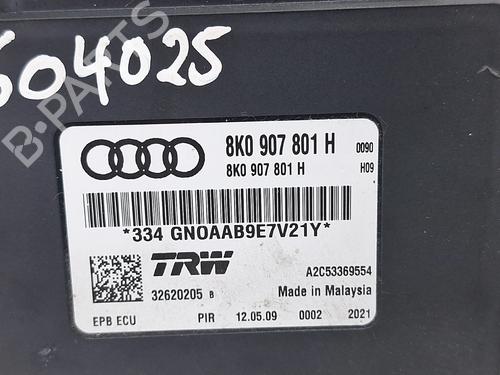 604025
B-PARTS
8K0 907 801 H 0090
8K0 907 801 H H09
*334 GNOAAB9E7V21Y*
TRW A2C53369554
32620205 B Made in Malaysia
EPB ECU PIR 12.05.09 0002 2021